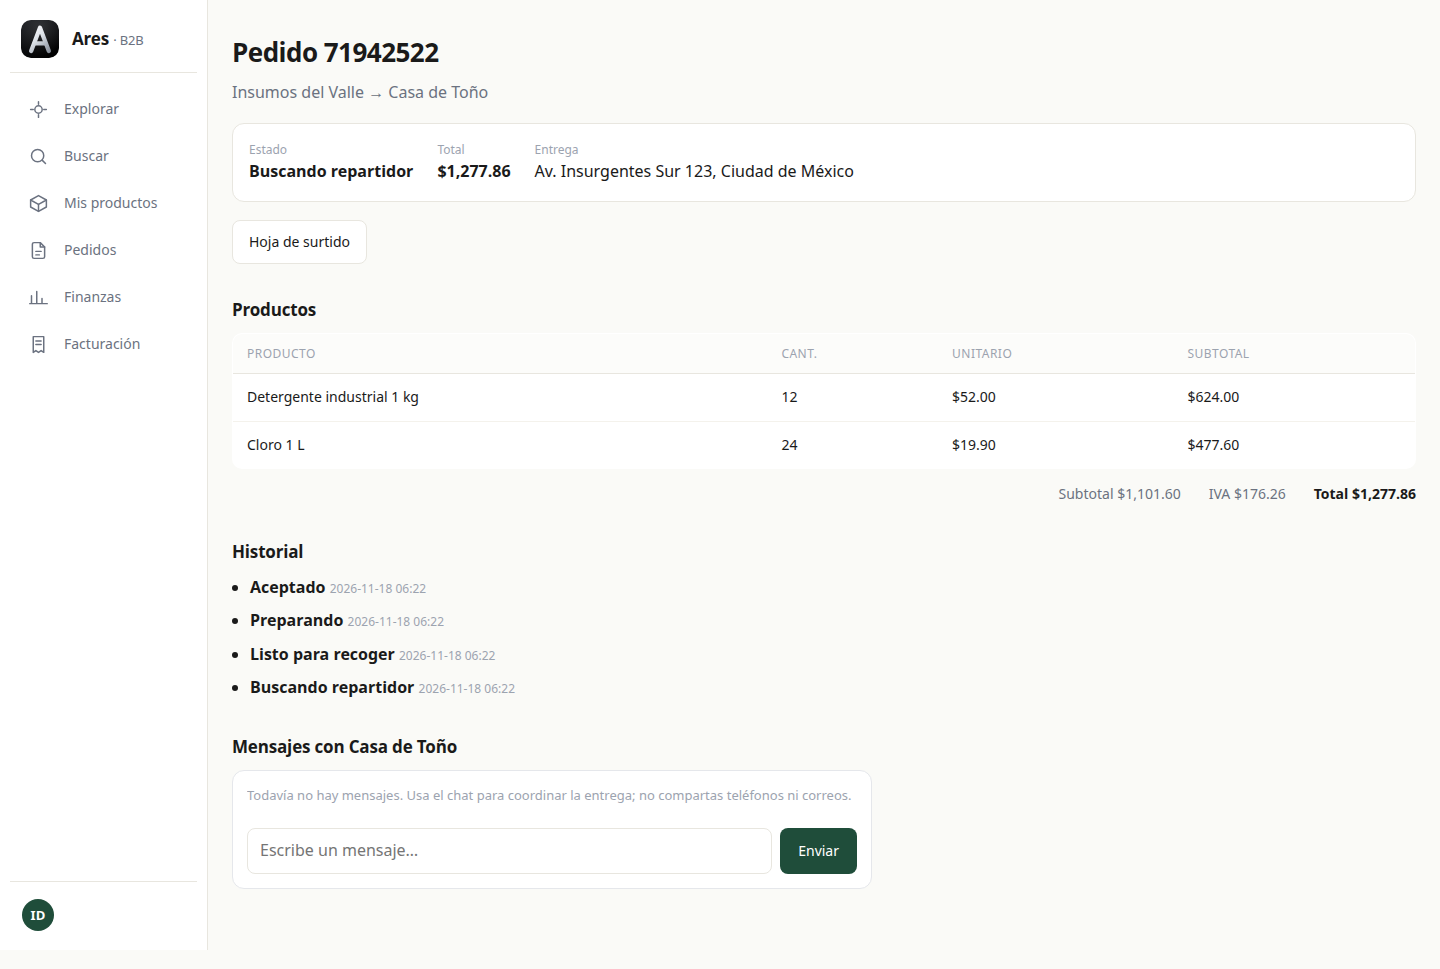 Ares · B2B
Explorar
Buscar
Mis productos
Pedidos
Finanzas
Facturación
ID
Pedido 71942522
Insumos del Valle → Casa de Toño
Estado Total Entrega
Buscando repartidor $1,277.86 Av. Insurgentes Sur 123, Ciudad de México
Hoja de surtido
Productos
PRODUCTO CANT. UNITARIO SUBTOTAL
Detergente industrial 1 kg 12 $52.00 $624.00
Cloro 1 L 24 $19.90 $477.60
Subtotal $1,101.60 IVA $176.26 Total $1,277.86
Historial
Aceptado 2026-11-18 06:22
Preparando 2026-11-18 06:22
Listo para recoger 2026-11-18 06:22
Buscando repartidor 2026-11-18 06:22
Mensajes con Casa de Toño
Todavía no hay mensajes. Usa el chat para coordinar la entrega; no compartas teléfonos ni correos.
Escribe un mensaje... Enviar